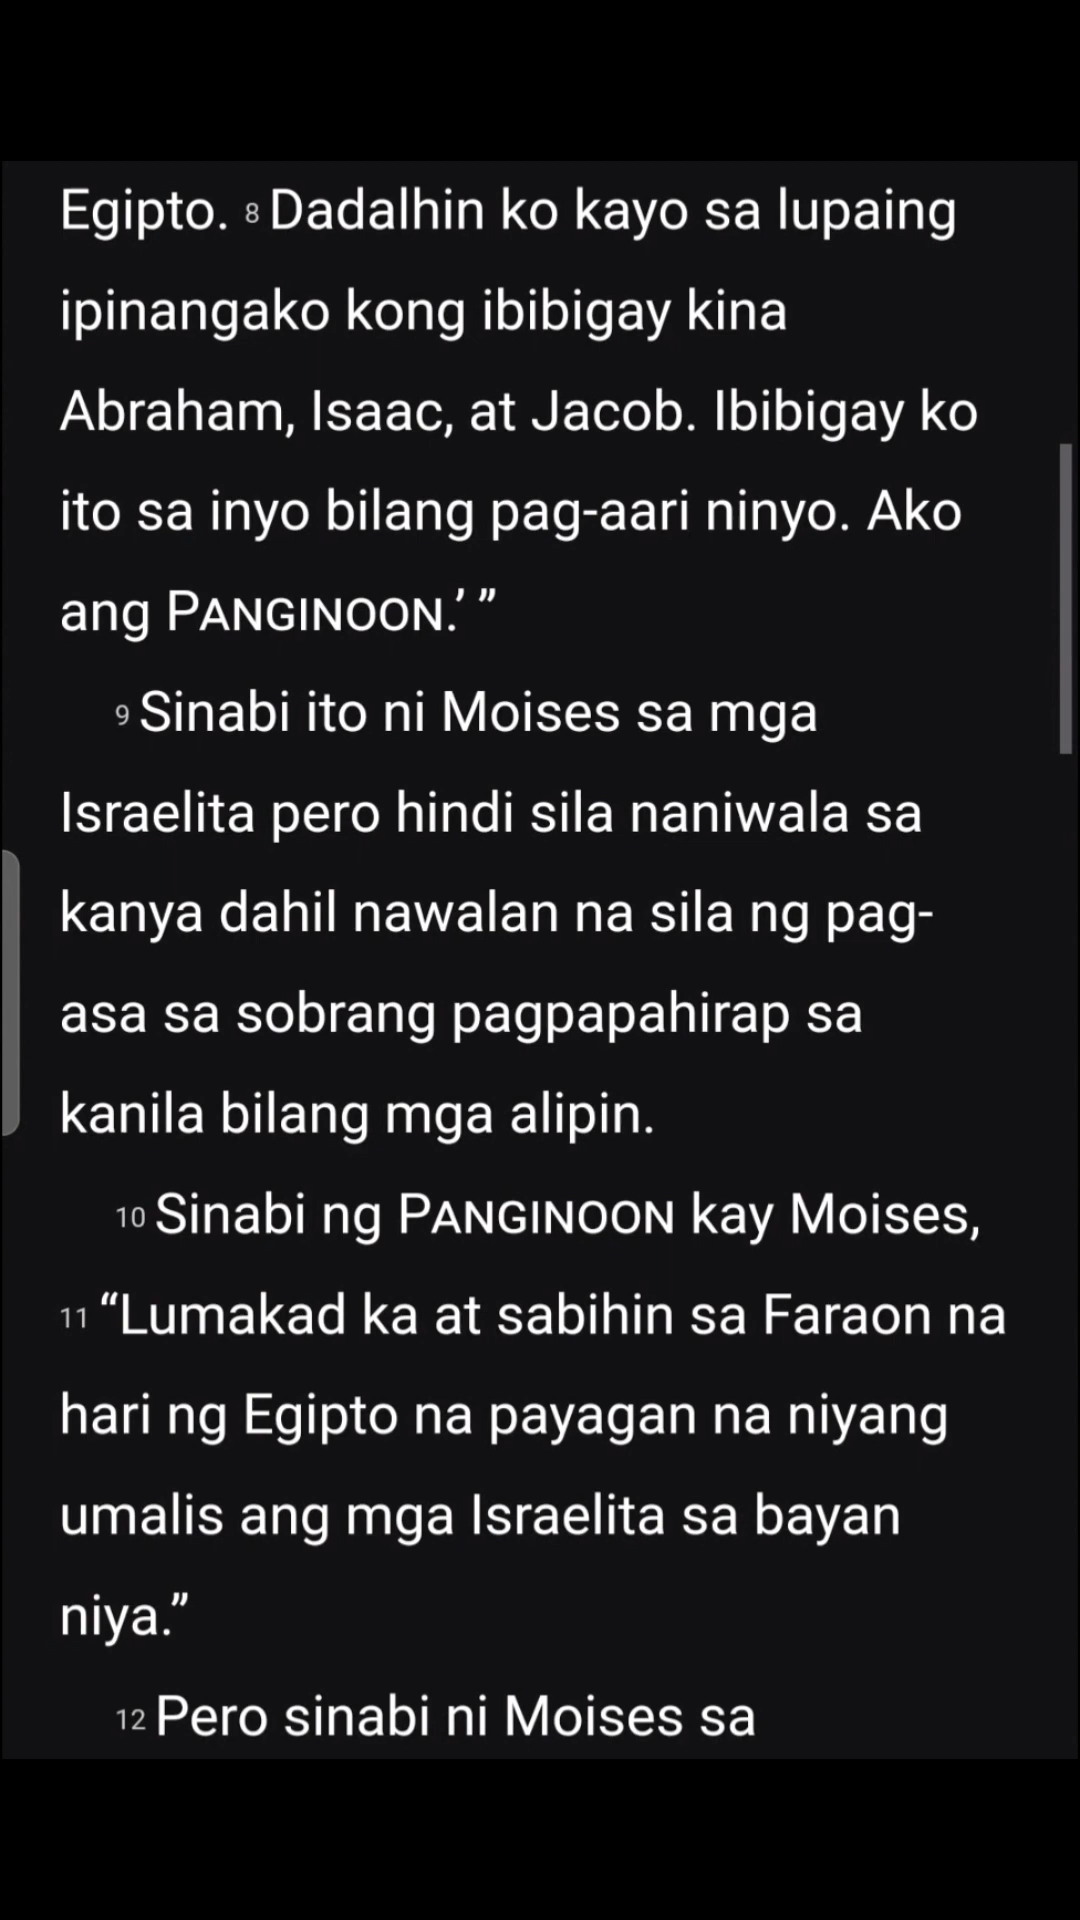 Egipto. 8 Dadalhin ko kayo sa lupaing
ipinangako kong ibibigay kina
Abraham, Isaac, at Jacob. Ibibigay ko
ito sa inyo bilang pag-aari ninyo. Ako
ang PANGINOON.’ ”
9 Sinabi ito ni Moises sa mga
Israelita pero hindi sila naniwala sa
kanya dahil nawalan na sila ng pag-
asa sa sobrang pagpapahirap sa
kanila bilang mga alipin.
10 Sinabi ng PANGINOON kay Moises,
11 “Lumakad ka at sabihin sa Faraon na
hari ng Egipto na payagan na niyang
umalis ang mga Israelita sa bayan
niya.”
12 Pero sinabi ni Moises sa